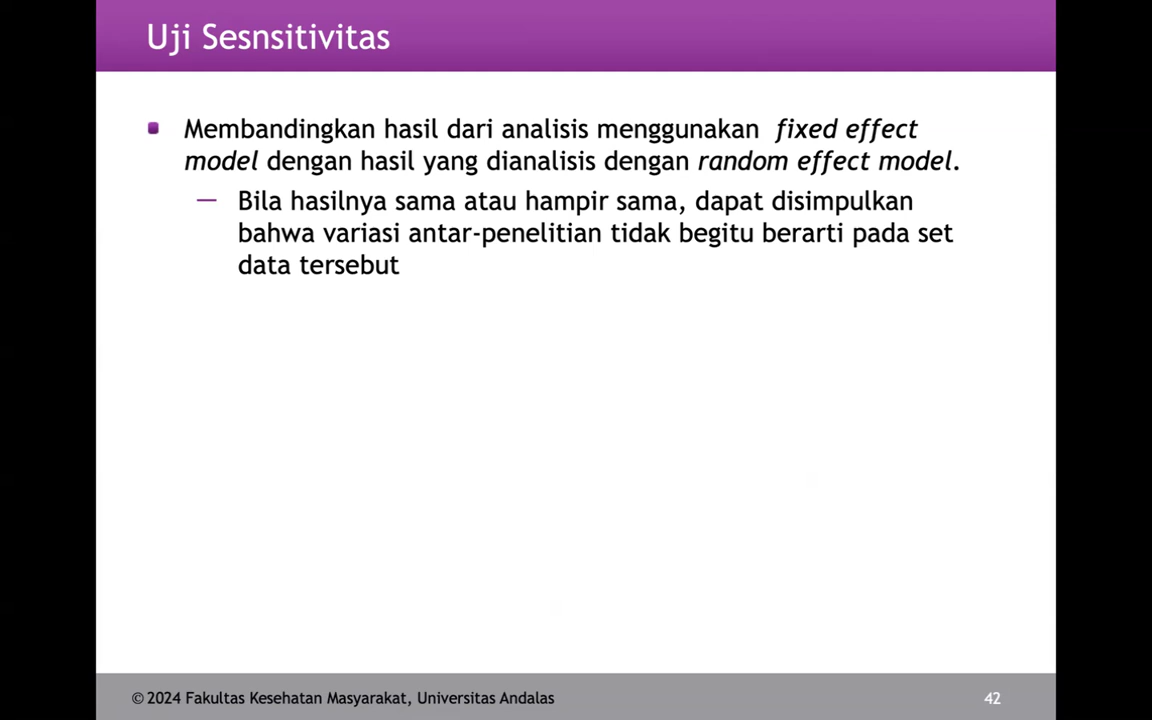 Uji Sesnsitivitas
Membandingkan hasil dari analisis menggunakan fixed effect
model dengan hasil yang dianalisis dengan random effect model.
— Bila hasilnya sama atau hampir sama, dapat disimpulkan
bahwa variasi antar-penelitian tidak begitu berarti pada set
data tersebut
© 2024 Fakultas Kesehatan Masyarakat, Universitas Andalas
42